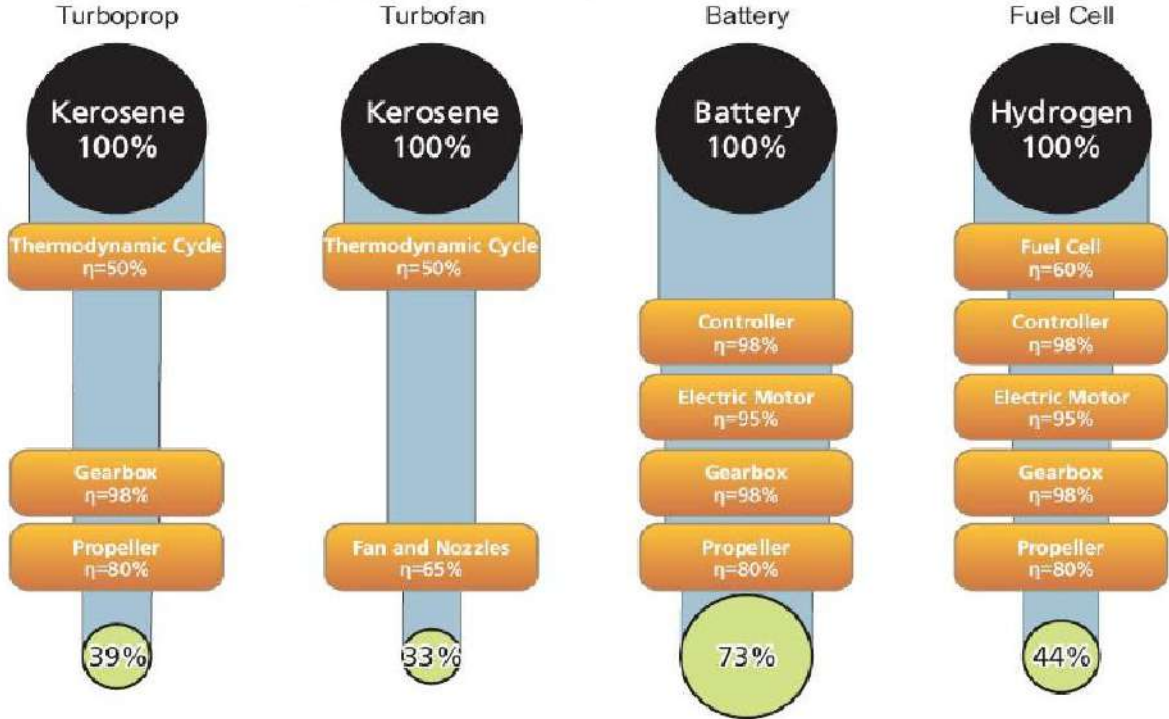 Turboprop
Kerosene
100%
Thermodynamic Cycle
η=50%
Gearbox
η=98%
Propeller
η=80%
39%
Turbofan
Kerosene
100%
Thermodynamic Cycle
η=50%
Fan and Nozzles
η=65%
33%
Battery
Battery
100%
Controller
η=98%
Electric Motor
η=95%
Gearbox
η=98%
Propeller
η=80%
73%
Fuel Cell
Hydrogen
100%
Fuel Cell
η=60%
Controller
η=98%
Electric Motor
η=95%
Gearbox
η=98%
Propeller
η=80%
44%